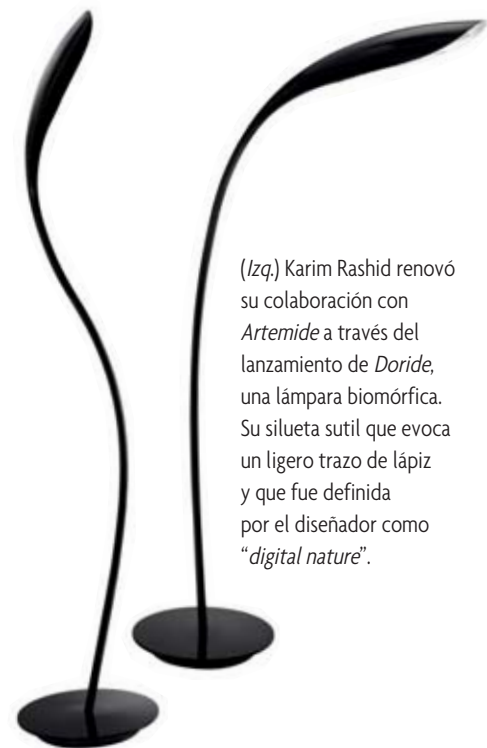 (Izq.) Karim Rashid renovó
su colaboración con
Artemide a través del
lanzamiento de Doride,
una lámpara biomórfica.
Su silueta sutil que evoca
un ligero trazo de lápiz
y que fue definida
por el diseñador como
“digital nature”.